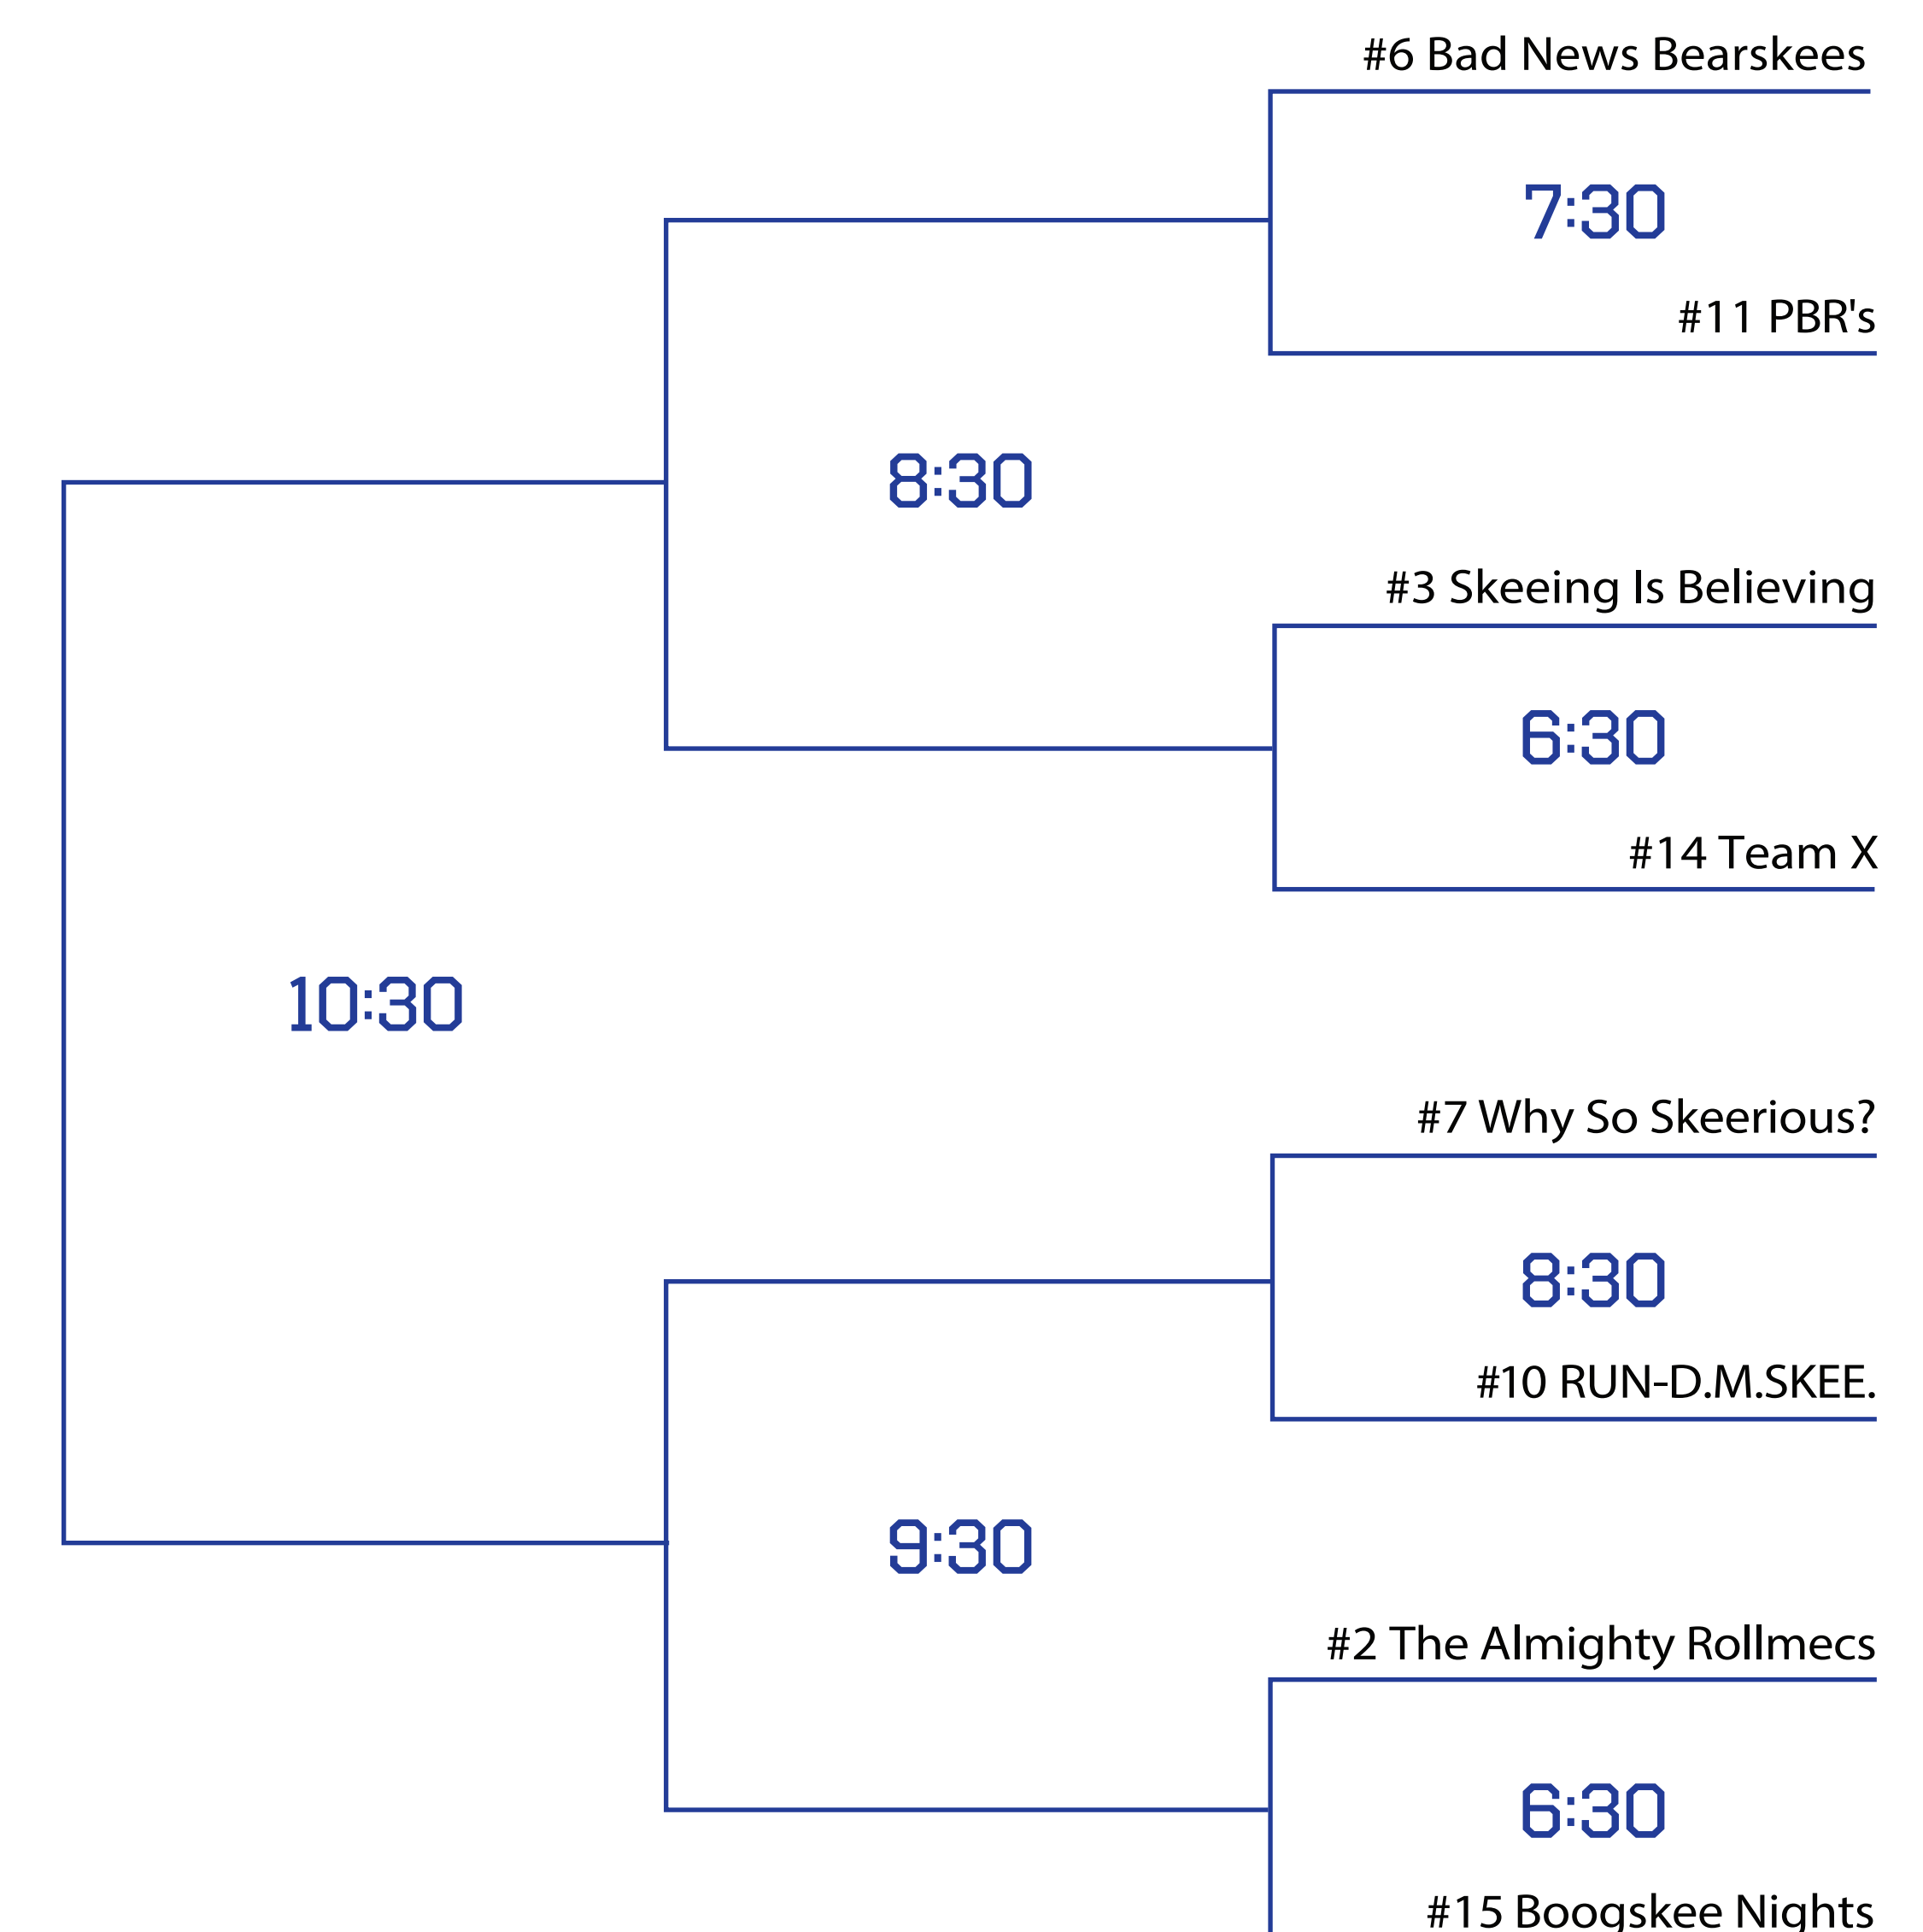 #6 Bad News Bearskees
7:30
#11 PBR's
8:30
#3 Skeeing Is Believing
6:30
#14 Team X
10:30
#7 Why So Skeerious?
8:30
#10 RUN-D.M.SKEE.
9:30
#2 The Almighty Rollmecs
6:30
#15 Boogskee Nights